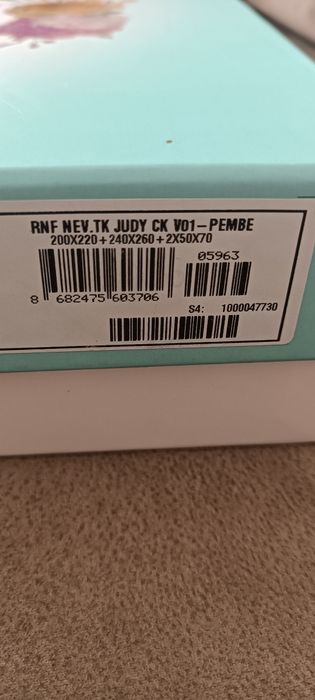 RNF NEV.TK JUDY CK V01-PEMBE
200X220+240X260+2X50X70
05963
8 682475 603706
S4: 1000047730